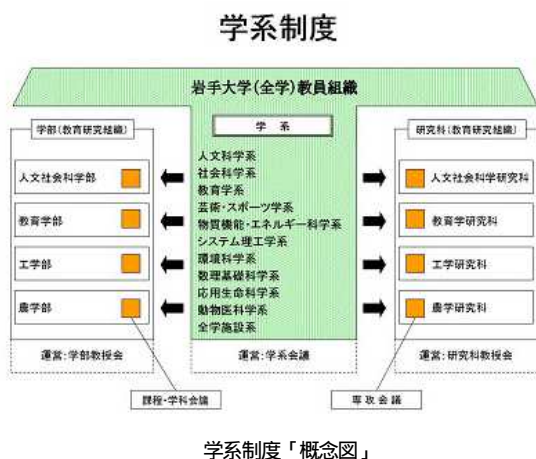 学系制度
岩手大学(全学)教員組織
学部(教育研究組織)
人文社会科学部
教育学部
工学部
農学部
運営:学部教授会
課程・学科会議
学系
人文科学系
社会科学系
教育学系
芸術・スポーツ学系
物質機能・エネルギー科学系
システム理工学系
環境科学系
数理基礎科学系
応用生命科学系
動物医科学系
全学施設系
運営:学系会議
研究科(教育研究組織)
人文社会科学研究科
教育学研究科
工学研究科
農学研究科
運営:研究科教授会
専攻会議
学系制度「概念図」